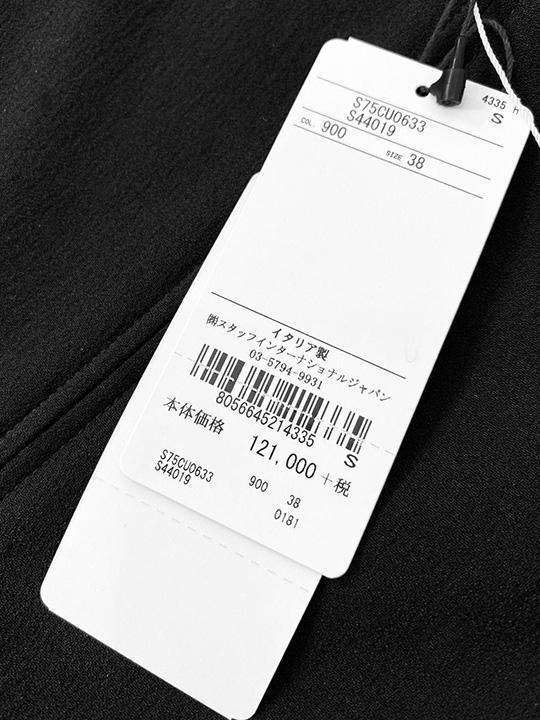 4335 H
S
S75CU0633
S44019
COL. 900 SIZE 38
イタリア製
㈱スタッフインターナショナルジャパン
03-5794-9931
8056645214335
S
本体価格 121,000+税
S75CU0633 900 38
S44019 0181